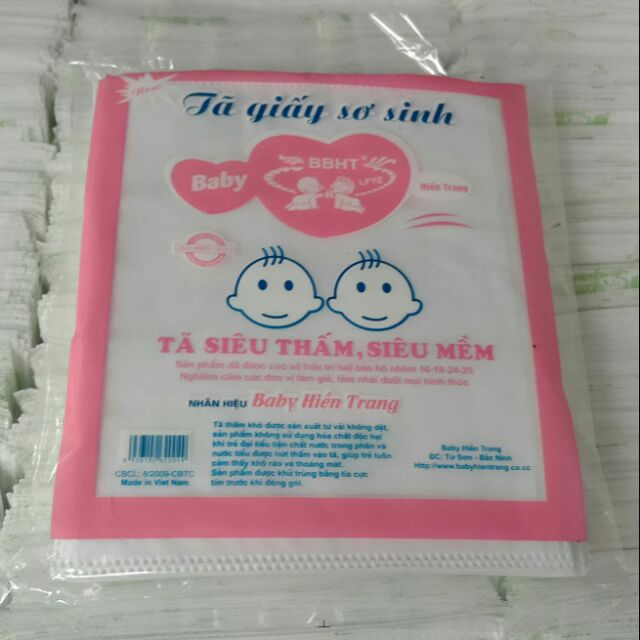 New
Tã giấy sơ sinh
BBHT
Baby
LPYZ
Hiền Trang
TÃ SIÊU THẤM, SIÊU MỀM
Sản phẩm đã được cục sở hữu trí tuệ bảo hộ nhóm 16-18-24-25
Nghiêm cấm các đơn vị làm giả, làm nhái dưới mọi hình thức
NHÃN HIỆU Baby Hiền Trang
Tã thấm khô được sản xuất từ vải không dệt,
sản phẩm không sử dụng hóa chất độc hại
khi trẻ đại tiểu tiện chất nước trong phân và
nước tiểu được hút thấm vào tã, giúp trẻ luôn
cảm thấy khô ráo và thoáng mát.
Sản phẩm được khử trùng bằng tia cực
tím trước khi đóng gói.
CBCL: 8/2009-CBTC
Made in Viet Nam
Baby Hiền Trang
DC: Từ Sơn - Bắc Ninh
Http://www.babyhientrang.co.cc